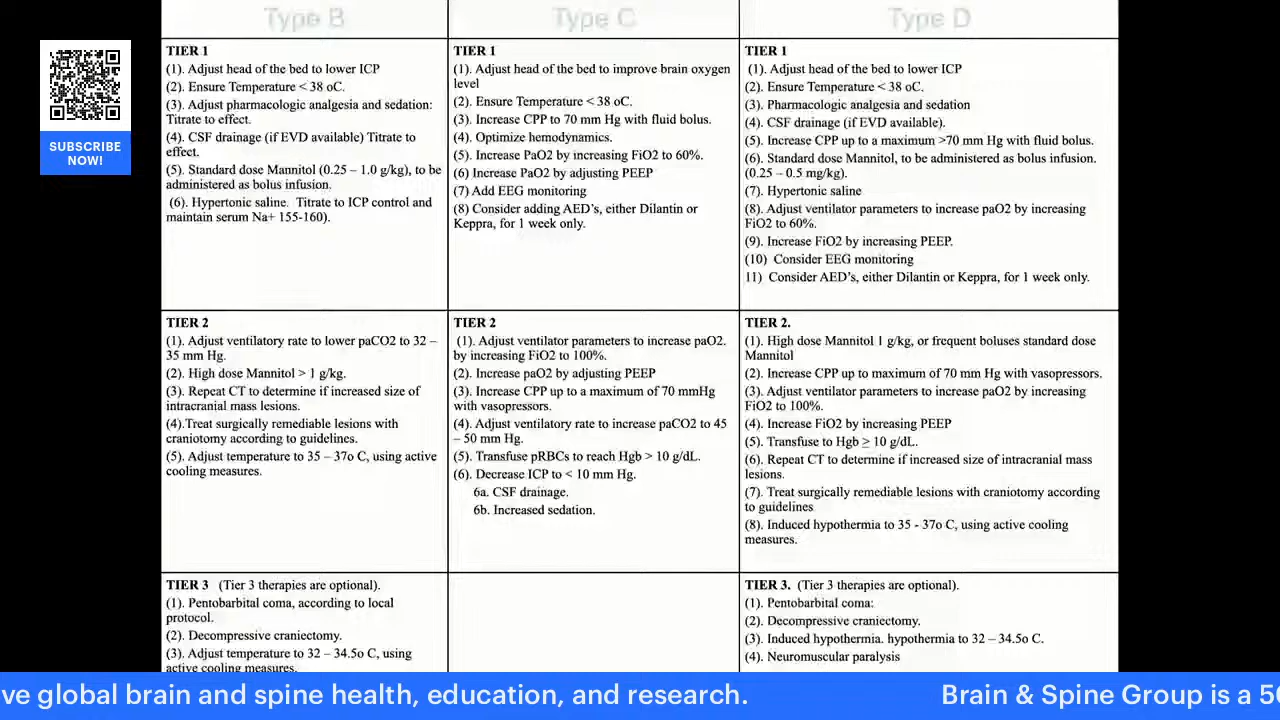 Type B
Type C
Type D
SUBSCRIBE
NOW!
TIER 1
(1). Adjust head of the bed to lower ICP
(2). Ensure Temperature < 38 oC.
(3). Adjust pharmacologic analgesia and sedation:
Titrate to effect.
(4). CSF drainage (if EVD available) Titrate to
effect.
(5). Standard dose Mannitol (0.25 – 1.0 g/kg), to be
administered as bolus infusion.
(6). Hypertonic saline. Titrate to ICP control and
maintain serum Na+ 155-160).
TIER 1
(1). Adjust head of the bed to improve brain oxygen
level
(2). Ensure Temperature < 38 oC.
(3). Increase CPP to 70 mm Hg with fluid bolus.
(4). Optimize hemodynamics.
(5). Increase PaO2 by increasing FiO2 to 60%.
(6) Increase PaO2 by adjusting PEEP
(7) Add EEG monitoring
(8) Consider adding AED's, either Dilantin or
Keppra, for 1 week only.
TIER 1
(1). Adjust head of the bed to lower ICP
(2). Ensure Temperature < 38 oC.
(3). Pharmacologic analgesia and sedation
(4). CSF drainage (if EVD available).
(5). Increase CPP up to a maximum >70 mm Hg with fluid bolus.
(6). Standard dose Mannitol, to be administered as bolus infusion.
(0.25 – 0.5 mg/kg).
(7). Hypertonic saline
(8). Adjust ventilator parameters to increase paO2 by increasing
FiO2 to 60%.
(9). Increase FiO2 by increasing PEEP.
(10) Consider EEG monitoring
11) Consider AED's, either Dilantin or Keppra, for 1 week only.
TIER 2
(1). Adjust ventilatory rate to lower paCO2 to 32 –
35 mm Hg.
(2). High dose Mannitol > 1 g/kg.
(3). Repeat CT to determine if increased size of
intracranial mass lesions.
(4).Treat surgically remediable lesions with
craniotomy according to guidelines.
(5). Adjust temperature to 35 – 37o C, using active
cooling measures.
TIER 2
(1). Adjust ventilator parameters to increase paO2.
by increasing FiO2 to 100%.
(2). Increase paO2 by adjusting PEEP
(3). Increase CPP up to a maximum of 70 mmHg
with vasopressors.
(4). Adjust ventilatory rate to increase paCO2 to 45
– 50 mm Hg.
(5). Transfuse pRBCs to reach Hgb > 10 g/dL.
(6). Decrease ICP to < 10 mm Hg.
6a. CSF drainage.
6b. Increased sedation.
TIER 2.
(1). High dose Mannitol 1 g/kg, or frequent boluses standard dose
Mannitol
(2). Increase CPP up to maximum of 70 mm Hg with vasopressors.
(3). Adjust ventilator parameters to increase paO2 by increasing
FiO2 to 100%.
(4). Increase FiO2 by increasing PEEP
(5). Transfuse to Hgb ≥ 10 g/dL.
(6). Repeat CT to determine if increased size of intracranial mass
lesions.
(7). Treat surgically remediable lesions with craniotomy according
to guidelines
(8). Induced hypothermia to 35 - 37o C, using active cooling
measures.
TIER 3 (Tier 3 therapies are optional).
(1). Pentobarbital coma, according to local
protocol.
(2). Decompressive craniectomy.
(3). Adjust temperature to 32 – 34.5o C, using
active cooling measures.
TIER 3. (Tier 3 therapies are optional).
(1). Pentobarbital coma:
(2). Decompressive craniectomy.
(3). Induced hypothermia. hypothermia to 32 – 34.5o C.
(4). Neuromuscular paralysis
ve global brain and spine health, education, and research.
Brain & Spine Group is a 50